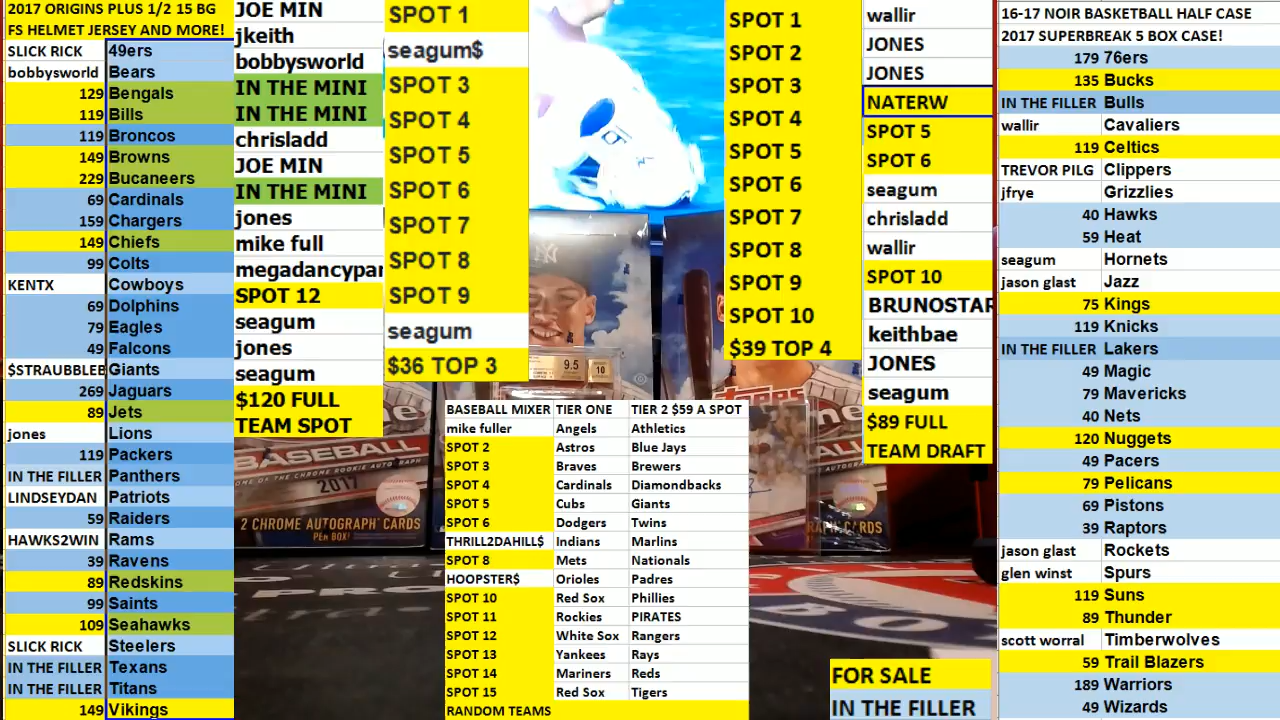 2017 ORIGINS PLUS 1/2 15 BG
FS HELMET JERSEY AND MORE!
SLICK RICK 49ers
bobbysworld Bears
129 Bengals
119 Bills
119 Broncos
149 Browns
229 Bucaneers
69 Cardinals
159 Chargers
149 Chiefs
99 Colts
KENTX Cowboys
69 Dolphins
79 Eagles
49 Falcons
$STRAUBBLEE Giants
269 Jaguars
89 Jets
jones Lions
119 Packers
IN THE FILLER Panthers
LINDSEYDAN Patriots
59 Raiders
HAWKS2WIN Rams
39 Ravens
89 Redskins
99 Saints
109 Seahawks
SLICK RICK Steelers
IN THE FILLER Texans
IN THE FILLER Titans
149 Vikings
JOE MIN
jkeith
bobbysworld
IN THE MINI
IN THE MINI
chrisladd
JOE MIN
IN THE MINI
jones
mike full
megadancypar
SPOT 12
seagum
jones
seagum
$120 FULL
TEAM SPOT
SPOT 1
seagum$
SPOT 3
SPOT 4
SPOT 5
SPOT 6
SPOT 7
SPOT 8
SPOT 9
seagum
$36 TOP 3
9.5
10
BASEBALL
2017
2 CHROME AUTOGRAPH CARDS
PER BOX!
topps
BASEBALL MIXER TIER ONE TIER 2 $59 A SPOT
mike fuller Angels Athletics
SPOT 2 Astros Blue Jays
SPOT 3 Braves Brewers
SPOT 4 Cardinals Diamondbacks
SPOT 5 Cubs Giants
SPOT 6 Dodgers Twins
THRILL2DAHILL$ Indians Marlins
SPOT 8 Mets Nationals
HOOPSTER$ Orioles Padres
SPOT 10 Red Sox Phillies
SPOT 11 Rockies PIRATES
SPOT 12 White Sox Rangers
SPOT 13 Yankees Rays
SPOT 14 Mariners Reds
SPOT 15 Red Sox Tigers
RANDOM TEAMS
SPOT 1
SPOT 2
SPOT 3
SPOT 4
SPOT 5
SPOT 6
SPOT 7
SPOT 8
SPOT 9
SPOT 10
$39 TOP 4
wallir
JONES
JONES
NATERW
SPOT 5
SPOT 6
seagum
chrisladd
wallir
SPOT 10
BRUNOSTAR
keithbae
JONES
seagum
$89 FULL
TEAM DRAFT
FOR SALE
IN THE FILLER
16-17 NOIR BASKETBALL HALF CASE
2017 SUPERBREAK 5 BOX CASE!
179 76ers
135 Bucks
IN THE FILLER Bulls
wallir Cavaliers
119 Celtics
TREVOR PILG Clippers
jfrye Grizzlies
40 Hawks
59 Heat
seagum Hornets
jason glast Jazz
75 Kings
119 Knicks
IN THE FILLER Lakers
49 Magic
79 Mavericks
40 Nets
120 Nuggets
49 Pacers
79 Pelicans
69 Pistons
39 Raptors
jason glast Rockets
glen winst Spurs
119 Suns
89 Thunder
scott worral Timberwolves
59 Trail Blazers
189 Warriors
49 Wizards